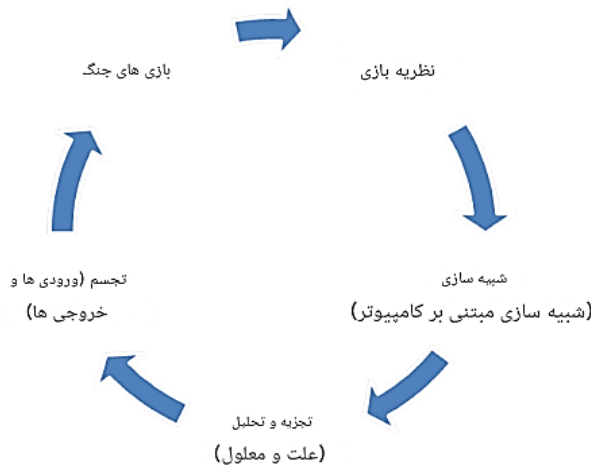 نظریه بازی
بازی های جنگ
شبیه سازی
(شبیه سازی مبتنی بر کامپیوتر)
تجسم (ورودی ها و
خروجی ها)
تجزیه و تحلیل
(علت و معلول)